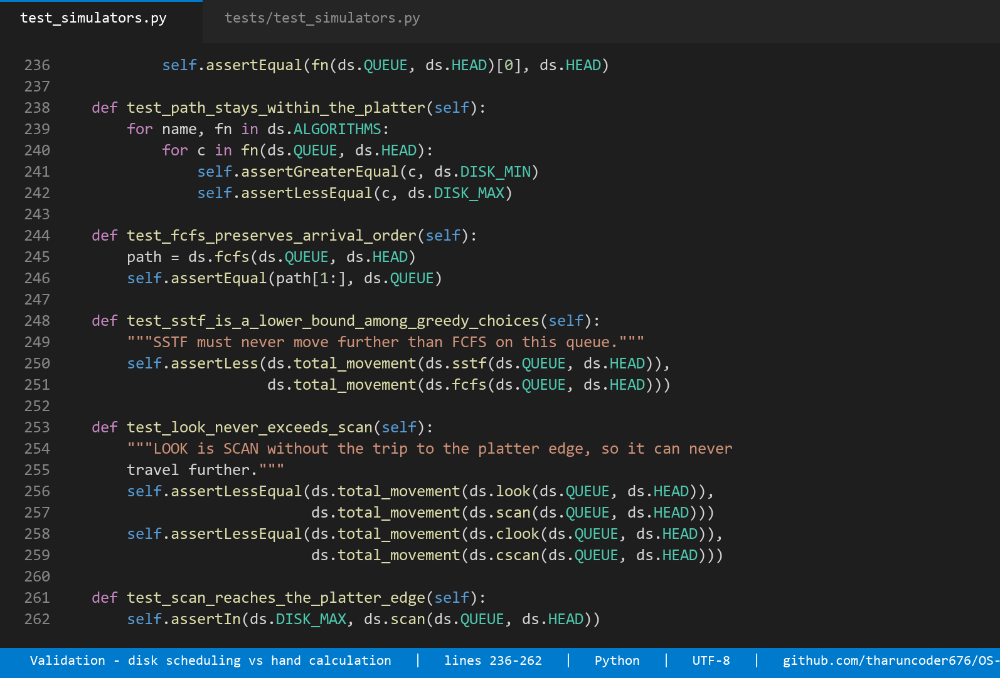 test_simulators.py    tests/test_simulators.py
236            self.assertEqual(fn(ds.QUEUE, ds.HEAD)[0], ds.HEAD)
237
238    def test_path_stays_within_the_platter(self):
239        for name, fn in ds.ALGORITHMS:
240            for c in fn(ds.QUEUE, ds.HEAD):
241                self.assertGreaterEqual(c, ds.DISK_MIN)
242                self.assertLessEqual(c, ds.DISK_MAX)
243
244    def test_fcfs_preserves_arrival_order(self):
245        path = ds.fcfs(ds.QUEUE, ds.HEAD)
246        self.assertEqual(path[1:], ds.QUEUE)
247
248    def test_sstf_is_a_lower_bound_among_greedy_choices(self):
249        """SSTF must never move further than FCFS on this queue."""
250        self.assertLess(ds.total_movement(ds.sstf(ds.QUEUE, ds.HEAD)),
251                        ds.total_movement(ds.fcfs(ds.QUEUE, ds.HEAD)))
252
253    def test_look_never_exceeds_scan(self):
254        """LOOK is SCAN without the trip to the platter edge, so it can never
255        travel further."""
256        self.assertLessEqual(ds.total_movement(ds.look(ds.QUEUE, ds.HEAD)),
257                             ds.total_movement(ds.scan(ds.QUEUE, ds.HEAD)))
258        self.assertLessEqual(ds.total_movement(ds.clook(ds.QUEUE, ds.HEAD)),
259                             ds.total_movement(ds.cscan(ds.QUEUE, ds.HEAD)))
260
261    def test_scan_reaches_the_platter_edge(self):
262        self.assertIn(ds.DISK_MAX, ds.scan(ds.QUEUE, ds.HEAD))
Validation - disk scheduling vs hand calculation | lines 236-262 | Python | UTF-8 | github.com/tharuncoder676/OS-